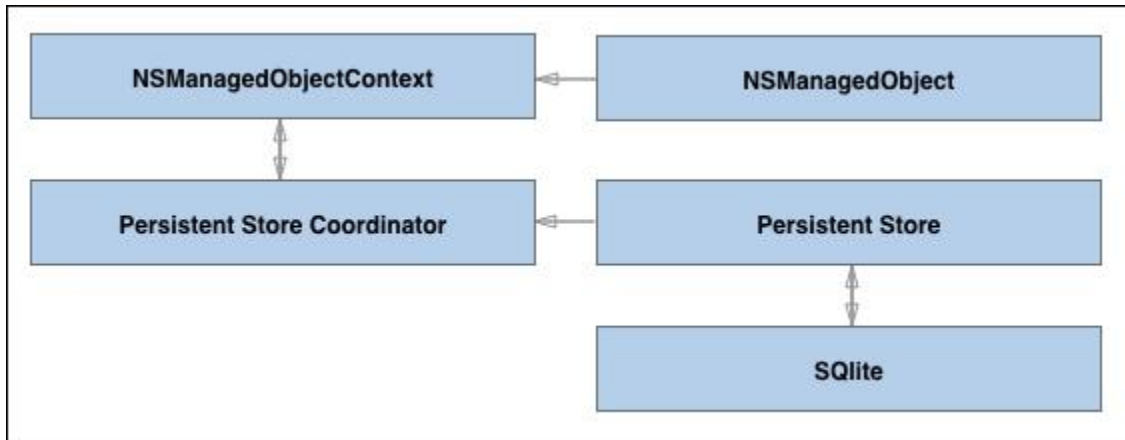 NSManagedObjectContext
NSManagedObject
Persistent Store Coordinator
Persistent Store
SQlite